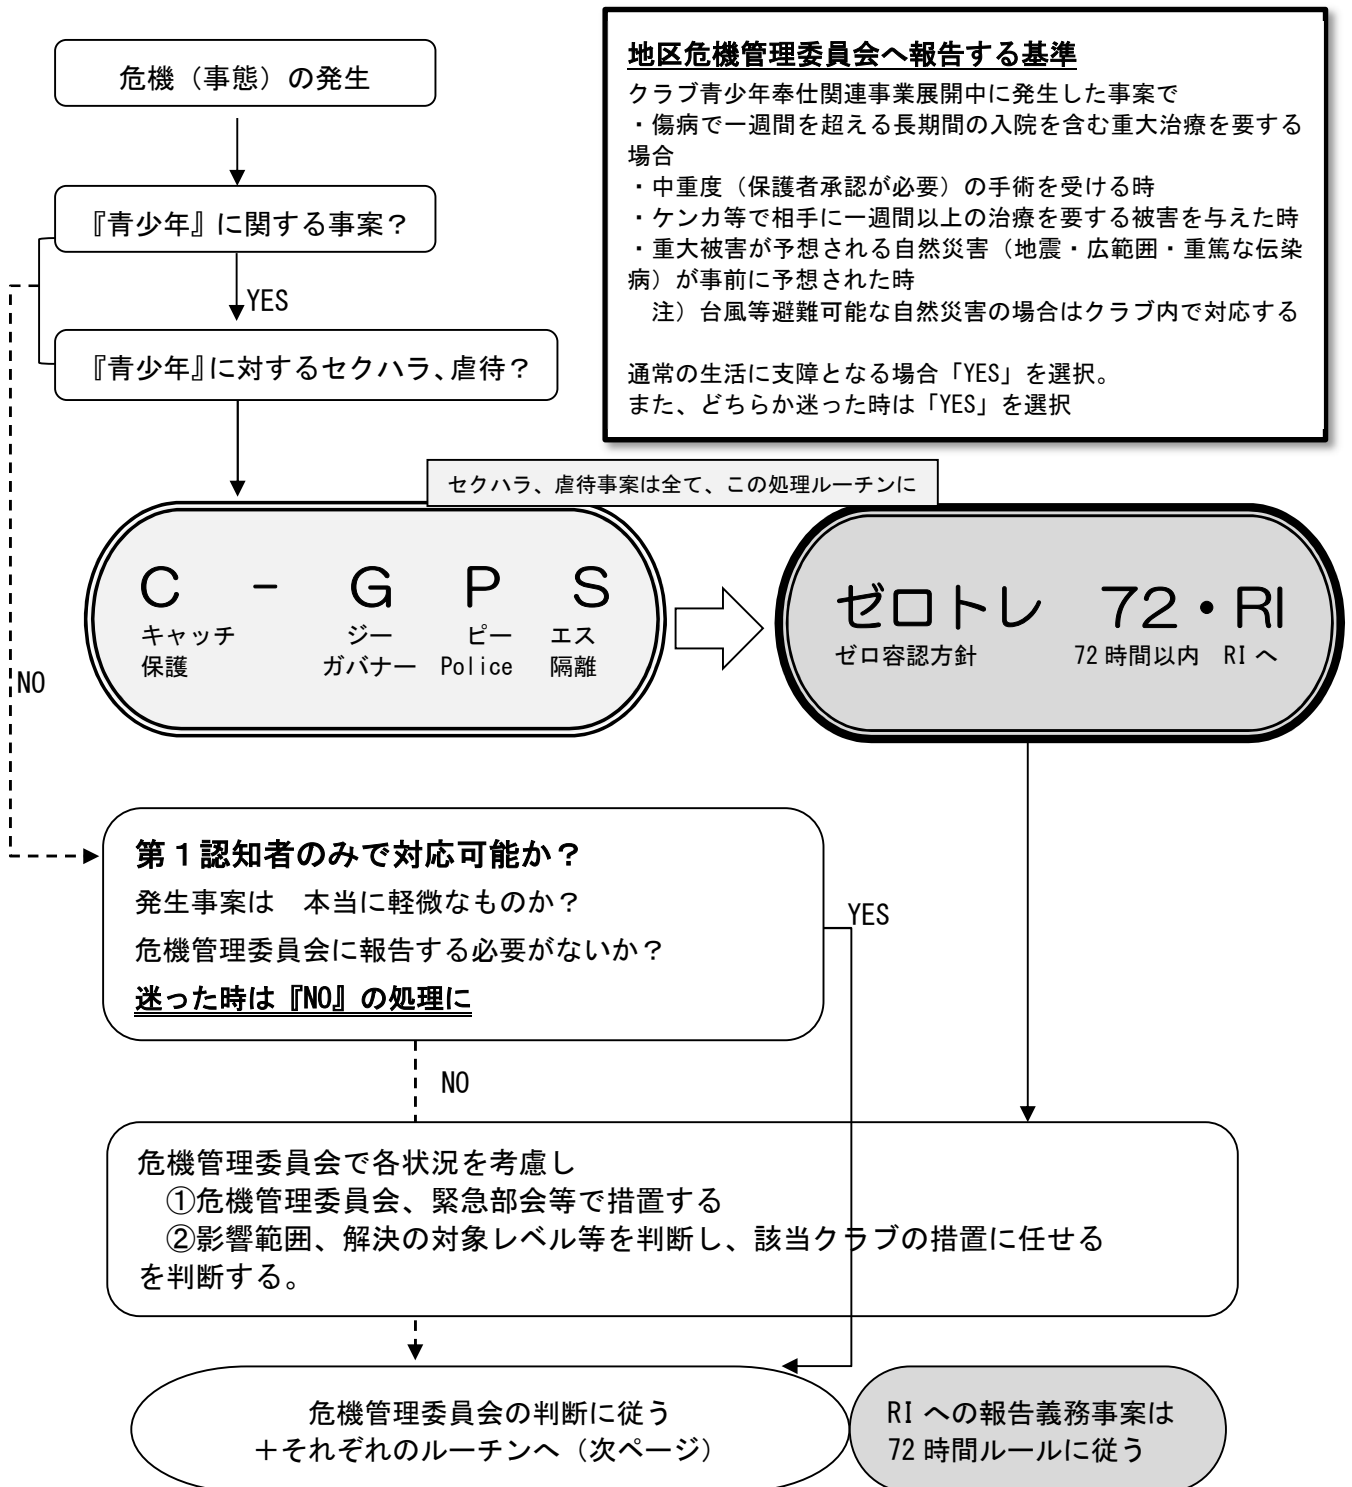 危機（事態）の発生
地区危機管理委員会へ報告する基準
クラブ青少年奉仕関連事業展開中に発生した事案で
・傷病で一週間を超える長期間の入院を含む重大治療を要する
場合
・中重度（保護者承認が必要）の手術を受ける時
・ケンカ等で相手に一週間以上の治療を要する被害を与えた時
・重大被害が予想される自然災害（地震・広範囲・重篤な伝染
病）が事前に予想された時
注）台風等避難可能な自然災害の場合はクラブ内で対応する
通常の生活に支障となる場合「YES」を選択。
また、どちらか迷った時は「YES」を選択
『青少年』に関する事案？
YES
『青少年』に対するセクハラ、虐待？
セクハラ、虐待事案は全て、この処理ルーチンに
C - G P S
キャッチ ジー ピー エス
保護 ガバナー Police 隔離
ゼロトレ 72・RI
ゼロ容認方針 72時間以内 RIへ
NO
第1認知者のみで対応可能か？
発生事案は 本当に軽微なものか？
危機管理委員会に報告する必要がないか？
迷った時は『NO』の処理に
YES
NO
危機管理委員会で各状況を考慮し
①危機管理委員会、緊急部会等で措置する
②影響範囲、解決の対象レベル等を判断し、該当クラブの措置に任せる
を判断する。
危機管理委員会の判断に従う
＋それぞれのルーチンへ（次ページ）
RIへの報告義務事案は
72時間ルールに従う